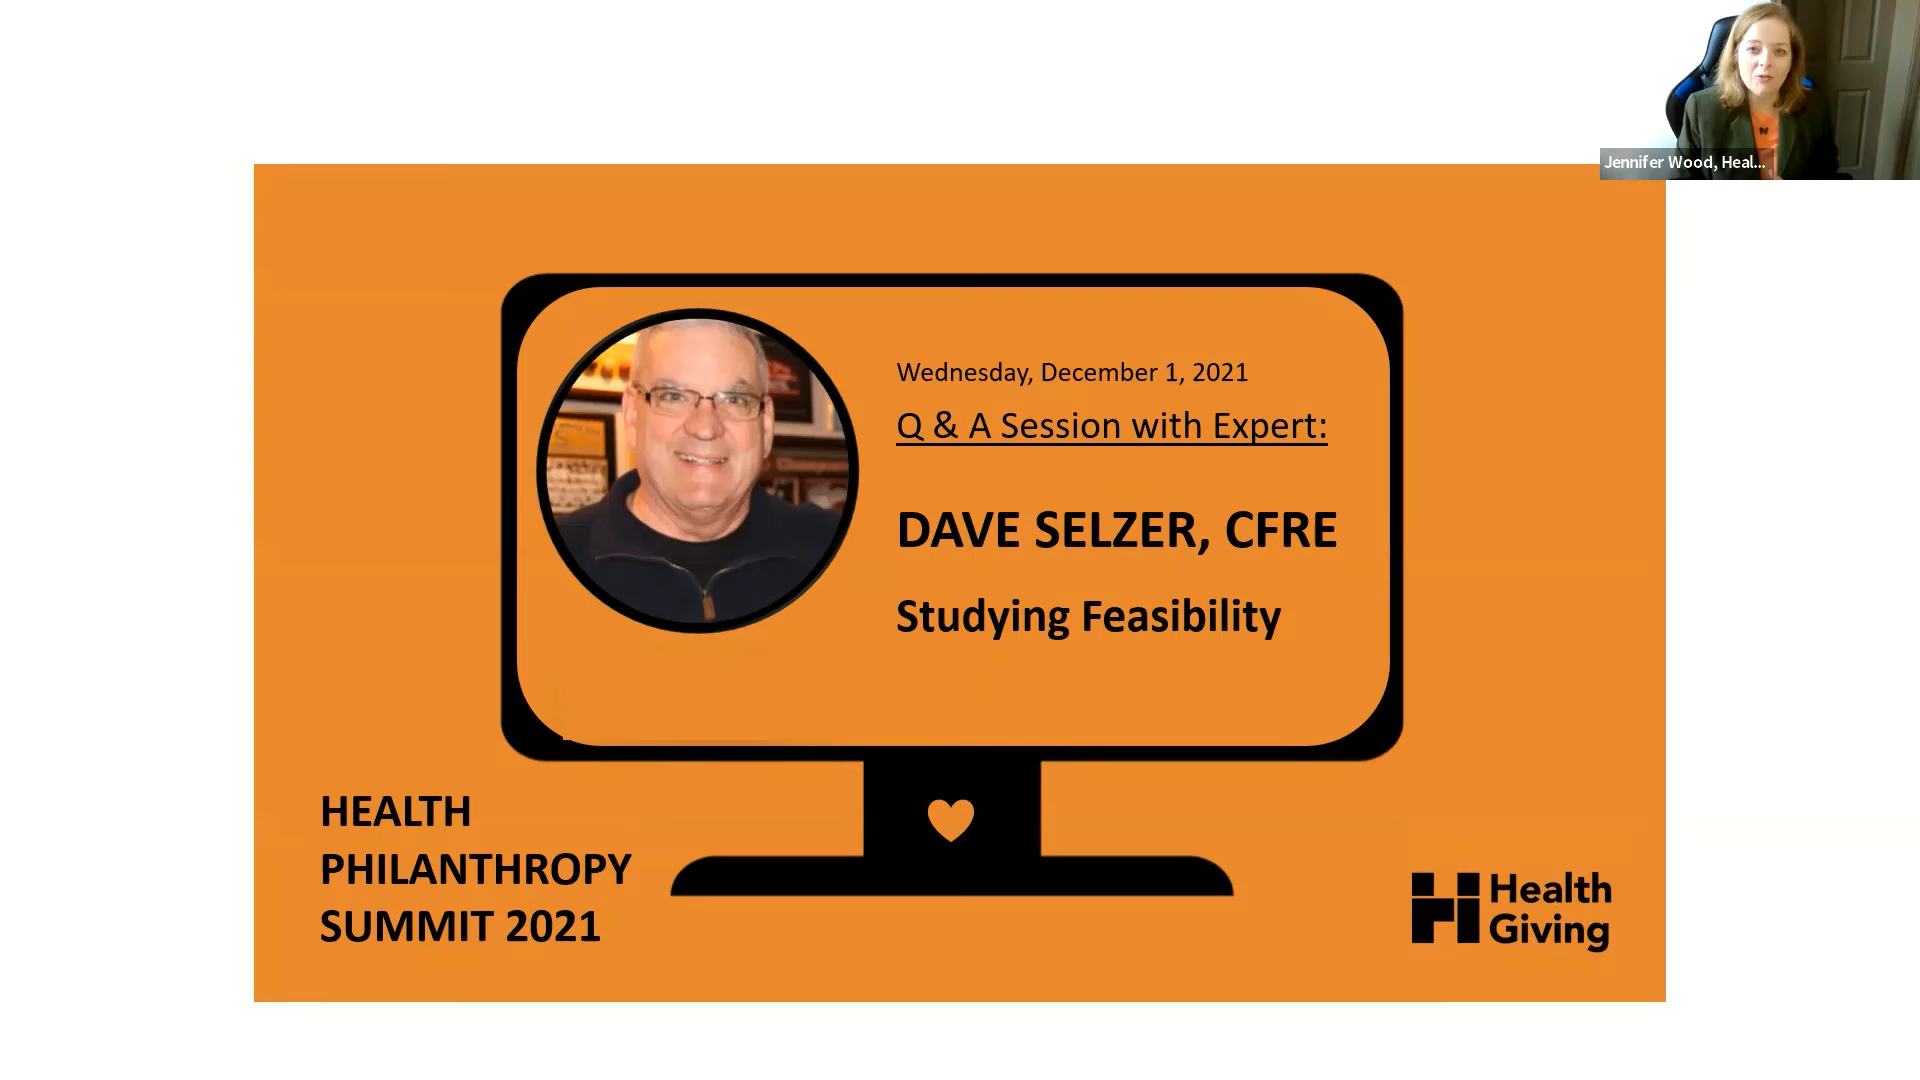 Jennifer Wood, Heal...
Wednesday, December 1, 2021
Q & A Session with Expert:
DAVE SELZER, CFRE
Studying Feasibility
HEALTH
PHILANTHROPY
SUMMIT 2021
Health
Giving